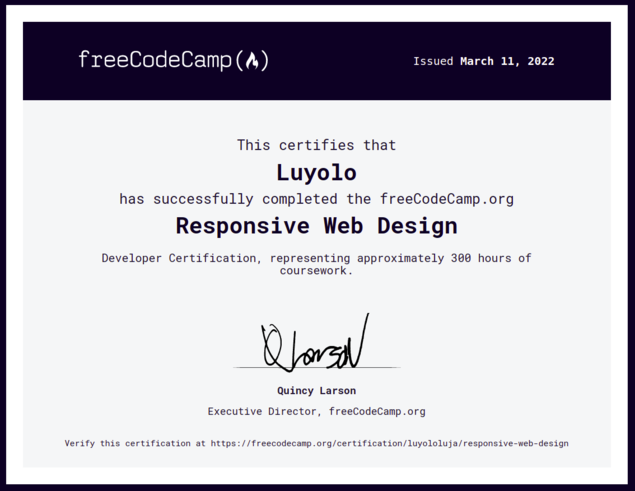 freeCodeCamp(🔥)
Issued March 11, 2022
This certifies that
Luyolo
has successfully completed the freeCodeCamp.org
Responsive Web Design
Developer Certification, representing approximately 300 hours of
coursework.
Q Larson
Quincy Larson
Executive Director, freeCodeCamp.org
Verify this certification at https://freecodecamp.org/certification/luyololuja/responsive-web-design